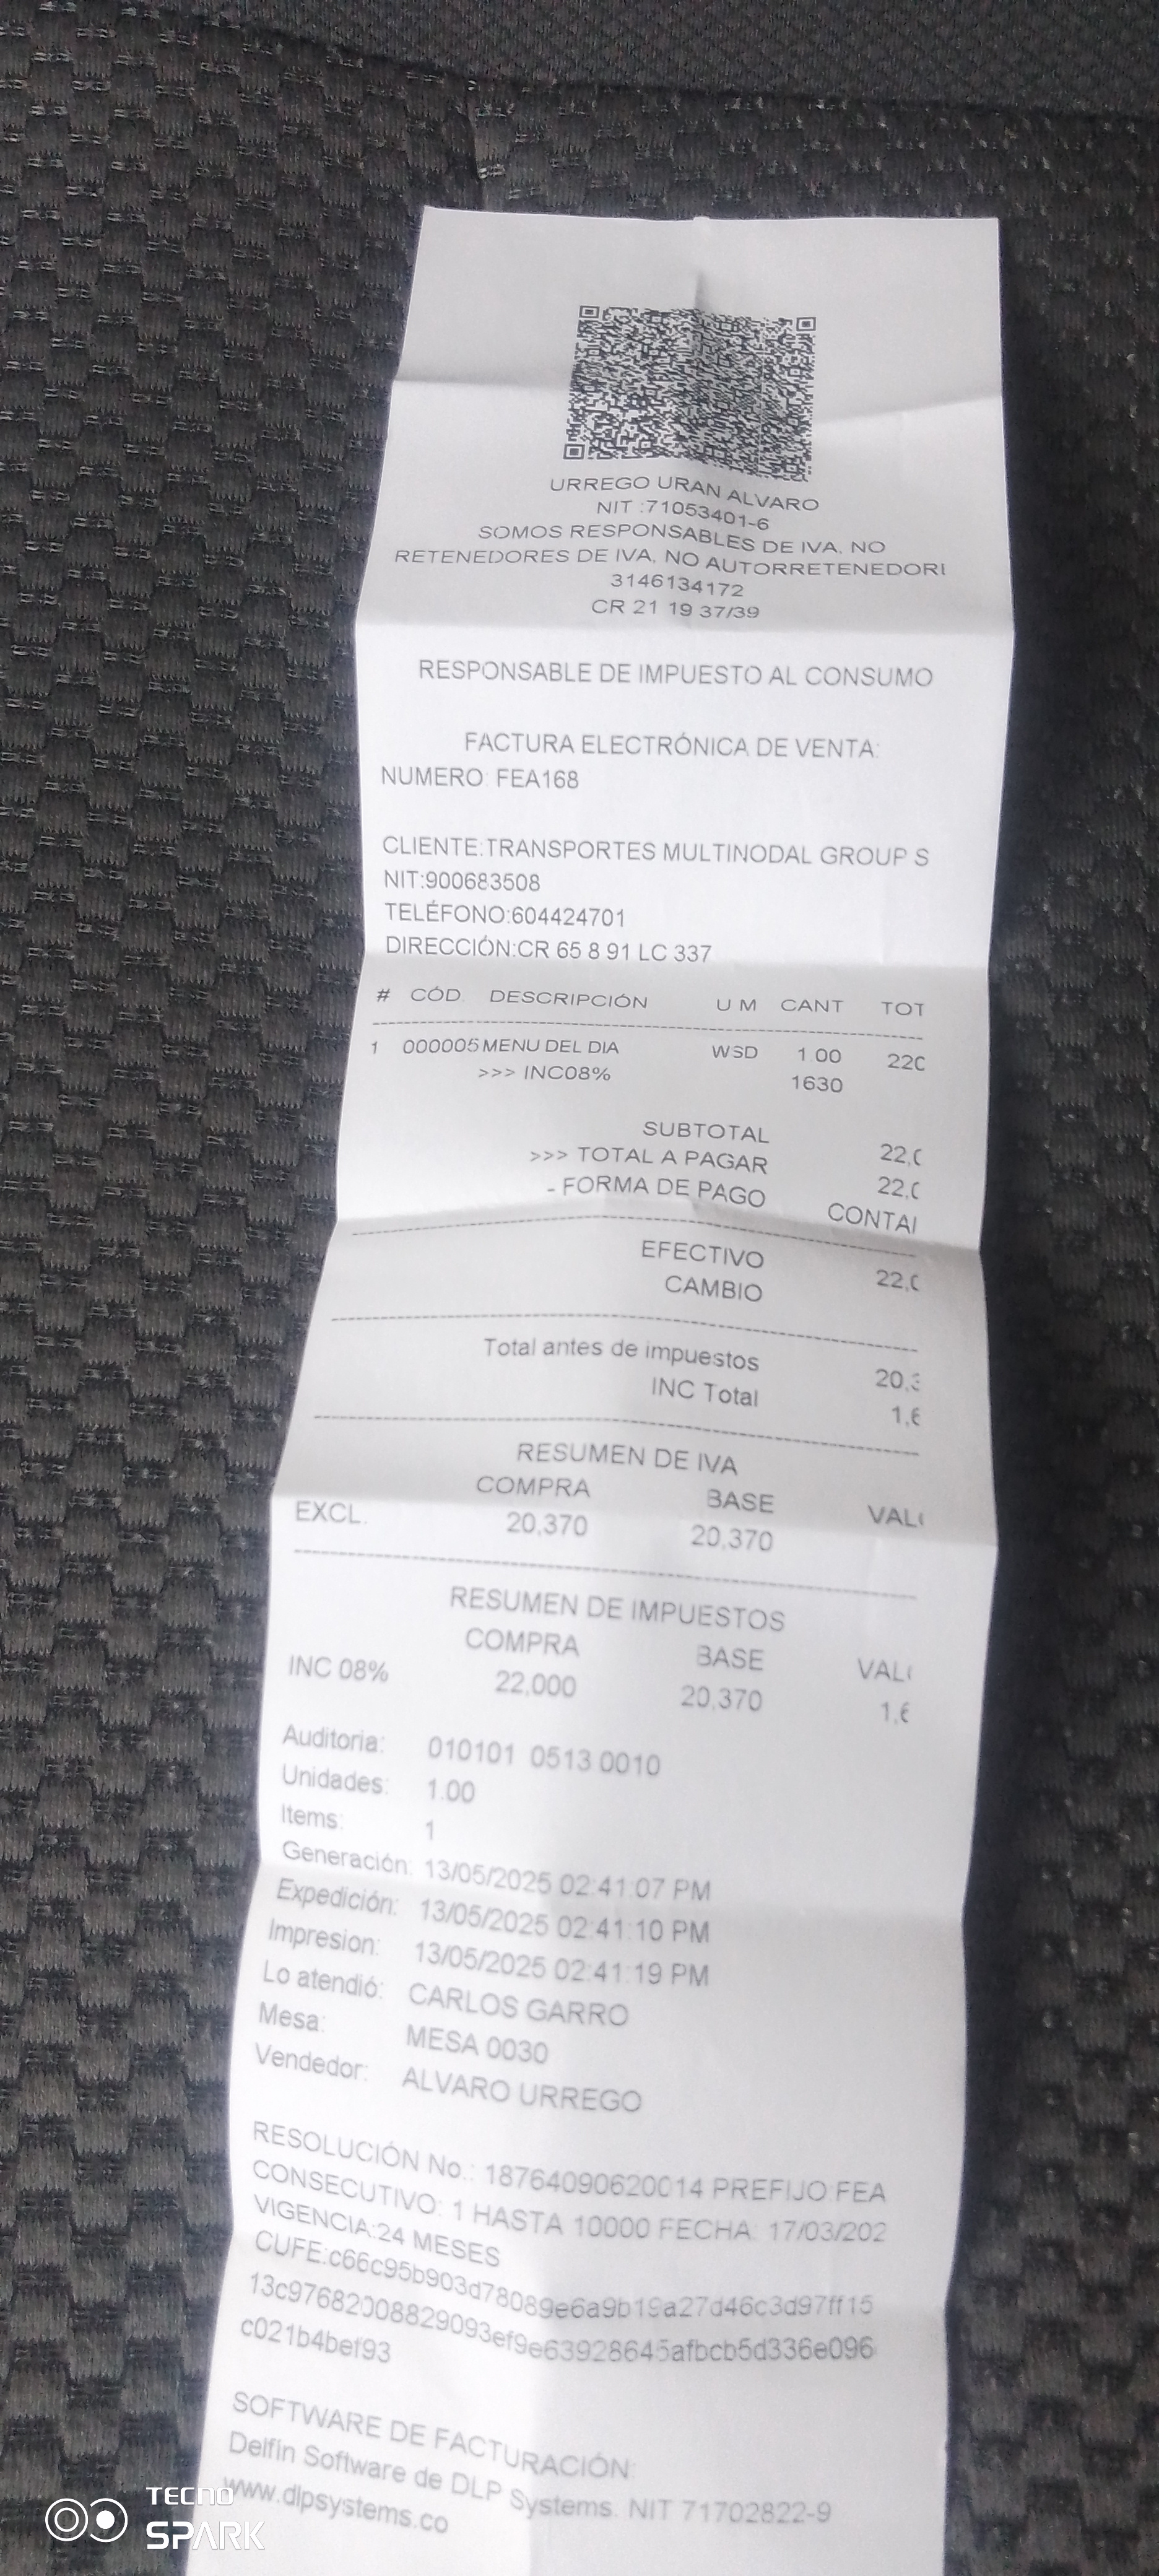 URREGO URAN ALVARO
NIT :71053401-6
SOMOS RESPONSABLES DE IVA, NO
RETENEDORES DE IVA, NO AUTORRETENEDORI
3146134172
CR 21 19 37/39
RESPONSABLE DE IMPUESTO AL CONSUMO
FACTURA ELECTRÓNICA DE VENTA:
NUMERO: FEA168
CLIENTE:TRANSPORTES MULTINODAL GROUP S
NIT:900683508
TELÉFONO:604424701
DIRECCIÓN:CR 65 8 91 LC 337
# CÓD. DESCRIPCIÓN U M CANT TOT
1 000005 MENU DEL DIA WSD 1.00 220
>>> INC08% 1630
SUBTOTAL 22,0
>>> TOTAL A PAGAR 22,0
- FORMA DE PAGO CONTAI
EFECTIVO 22,0
CAMBIO
Total antes de impuestos 20,3
INC Total 1,6
RESUMEN DE IVA
COMPRA BASE VAL
EXCL. 20,370 20,370
RESUMEN DE IMPUESTOS
COMPRA BASE VAL
INC 08% 22,000 20,370 1,6
Auditoria: 010101 0513 0010
Unidades: 1.00
Items: 1
Generación: 13/05/2025 02:41:07 PM
Expedición: 13/05/2025 02:41:10 PM
Impresion: 13/05/2025 02:41:19 PM
Lo atendió: CARLOS GARRO
Mesa: MESA 0030
Vendedor: ALVARO URREGO
RESOLUCIÓN No.: 18764090620014 PREFIJO:FEA
CONSECUTIVO: 1 HASTA 10000 FECHA: 17/03/202
VIGENCIA:24 MESES
CUFE:c66c95b903d78089e6a9b19a27d46c3d97ff15
13c97682008829093ef9e63928645afbcb5d336e096
c021b4bef93
SOFTWARE DE FACTURACIÓN:
Delfin Software de DLP Systems. NIT 71702822-9
www.dlpsystems.co
TECNO
SPARK